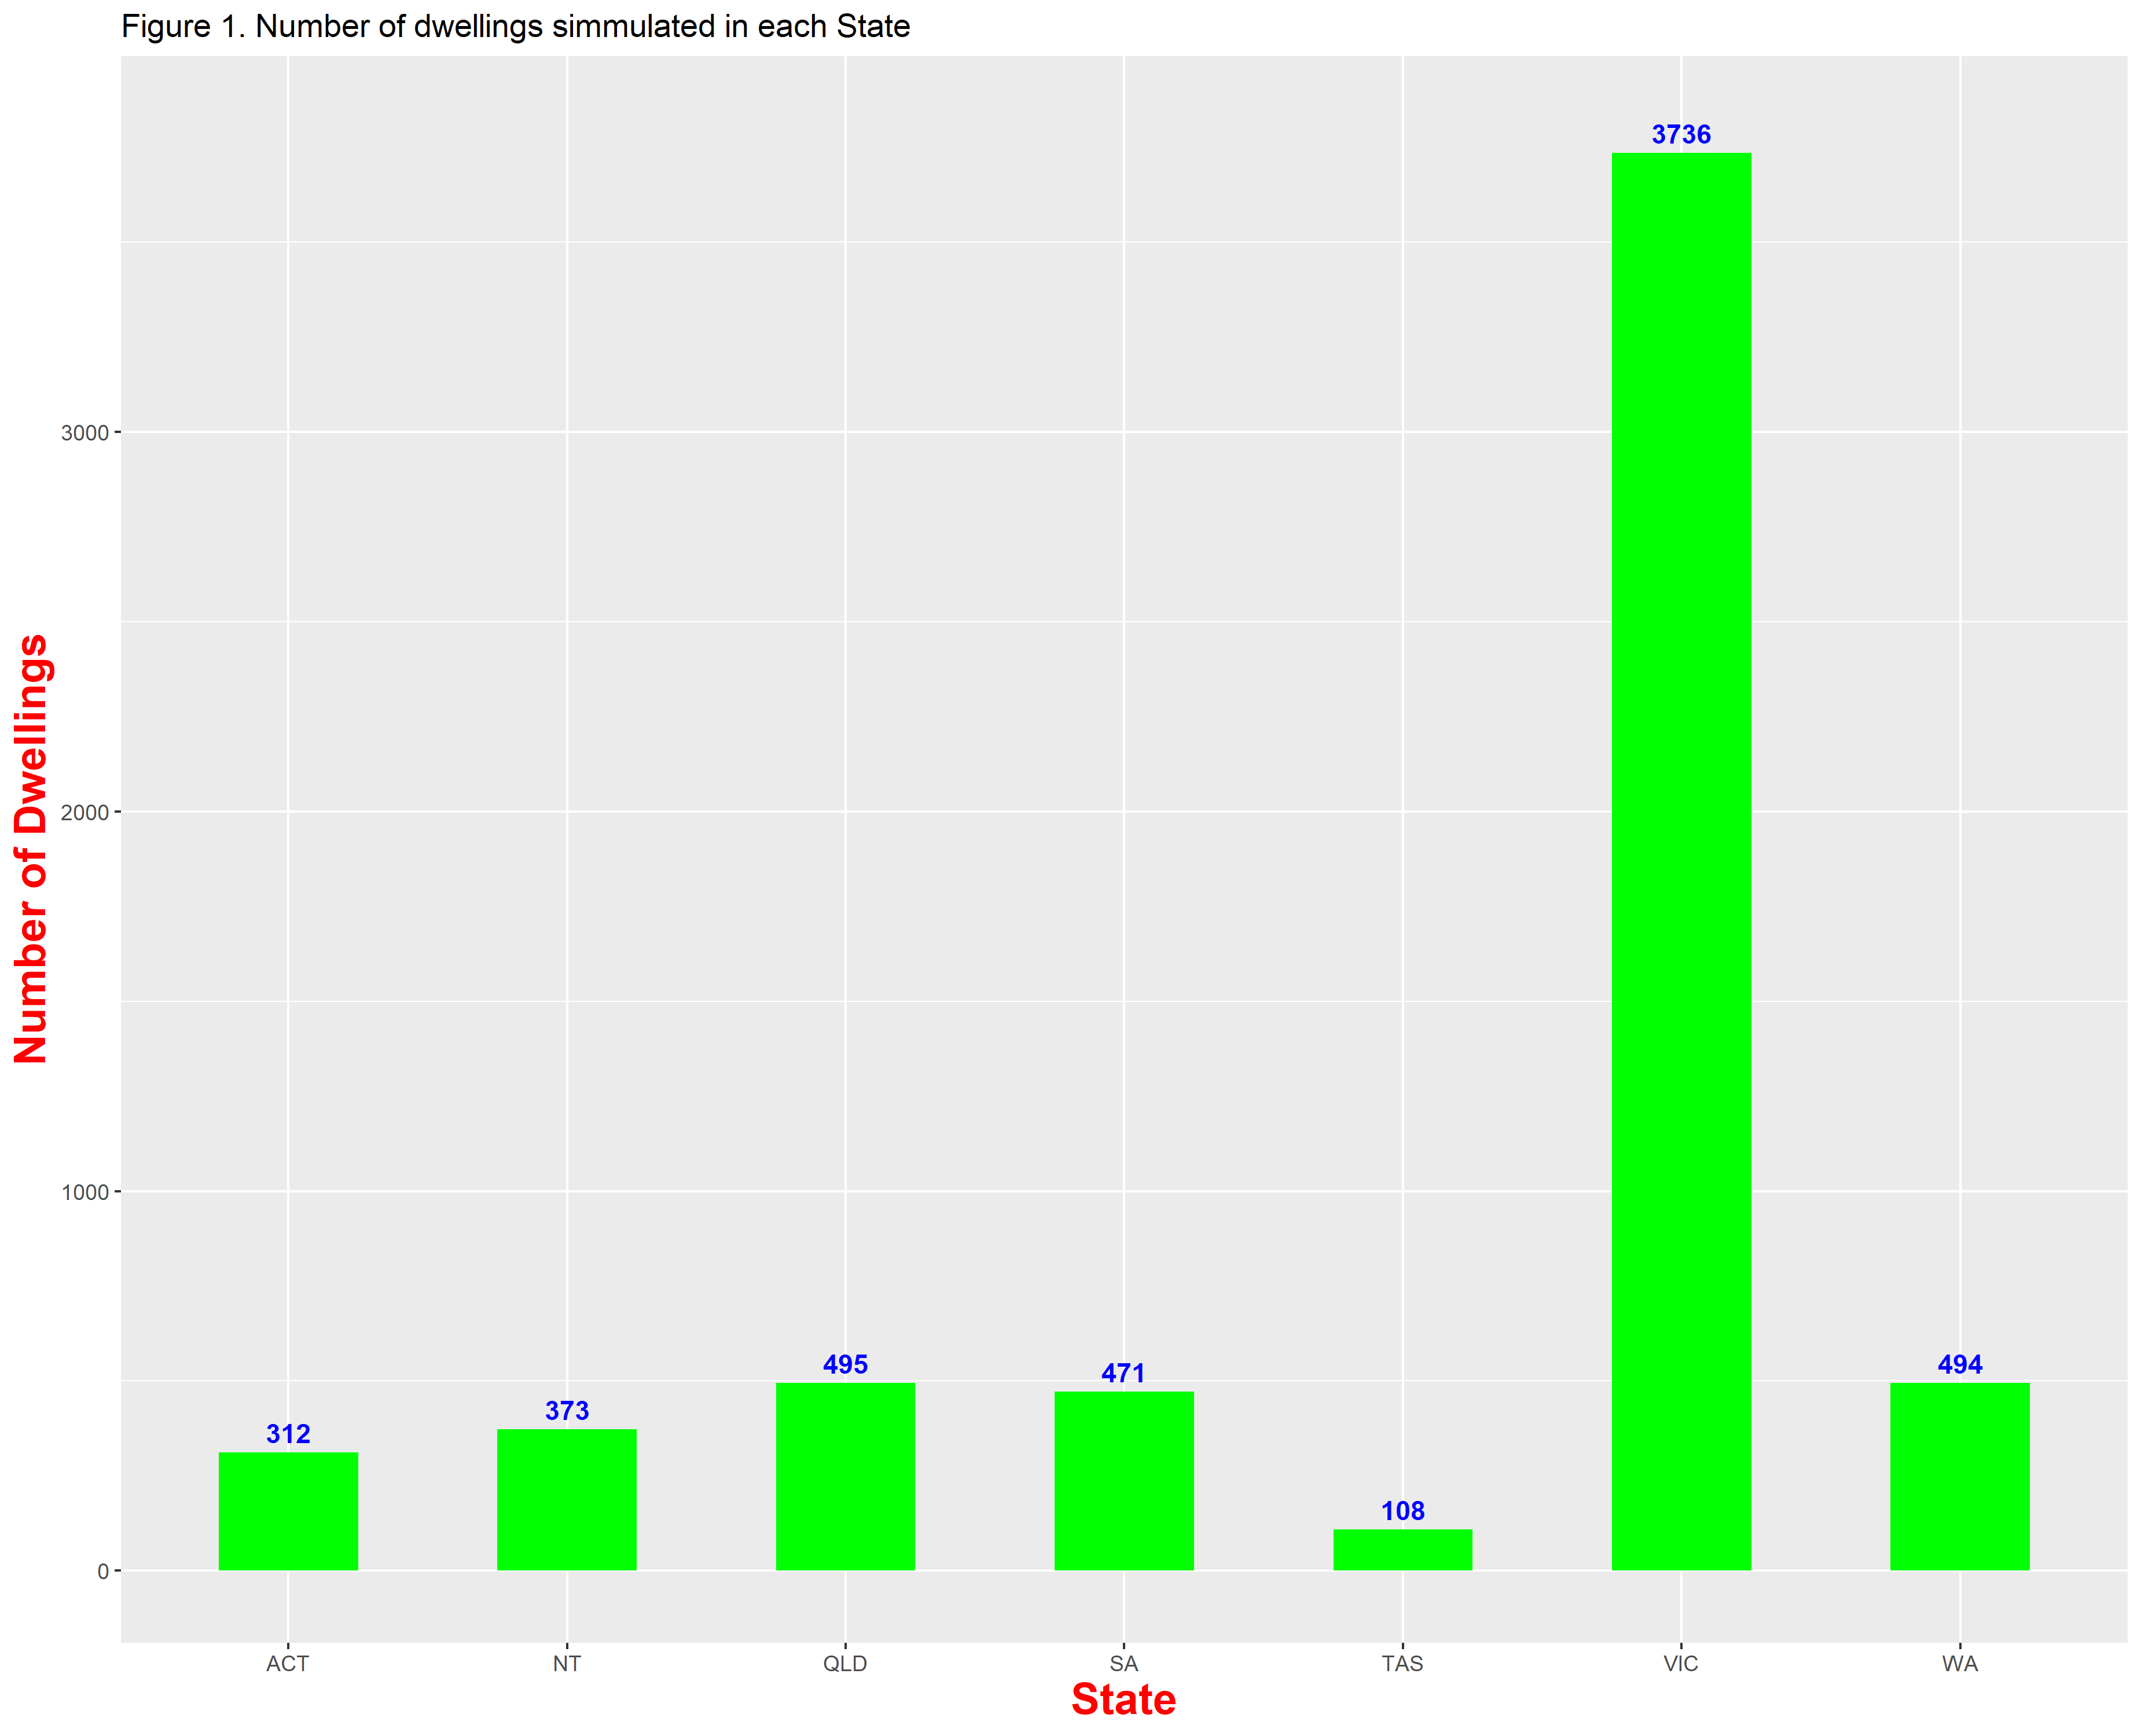 Figure 1. Number of dwellings simmulated in each State
Number of Dwellings
3000
2000
1000
0
3736
495
494
471
373
312
108
ACT NT QLD SA TAS VIC WA
State